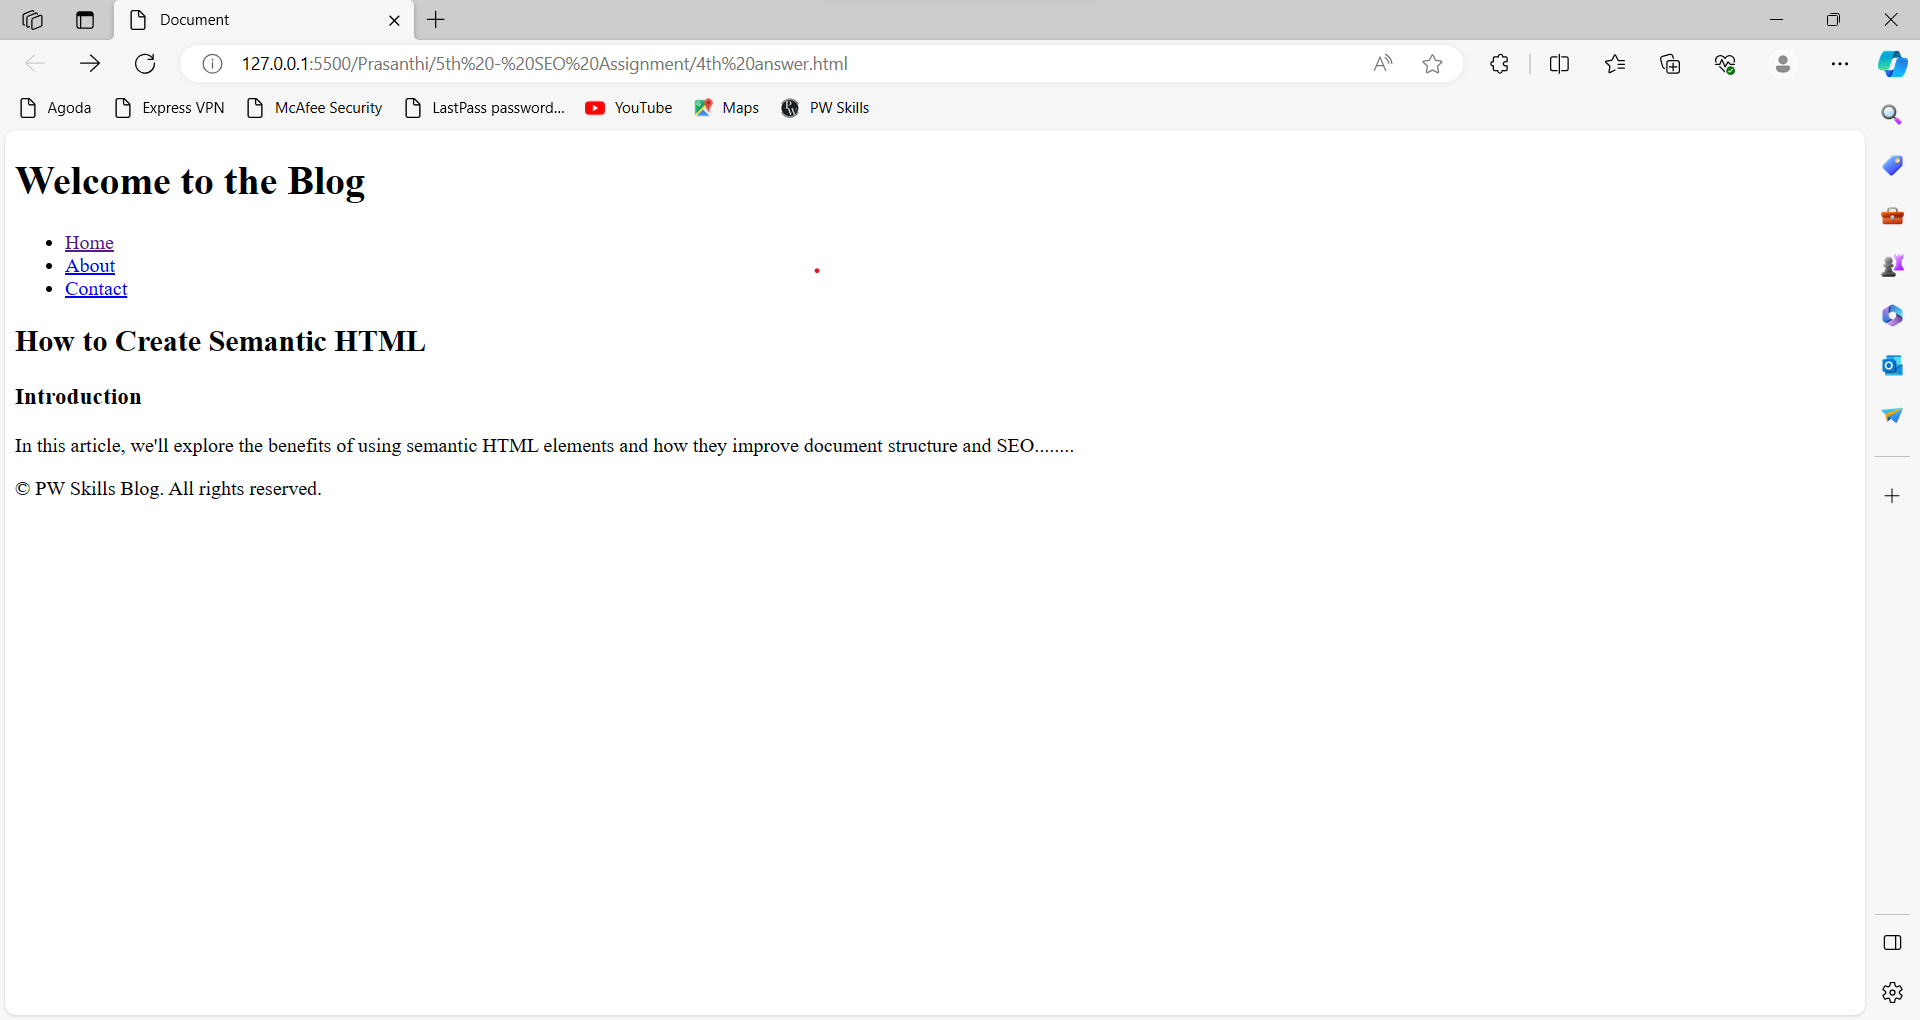 Document
127.0.0.1:5500/Prasanthi/5th%20-%20SEO%20Assignment/4th%20answer.html
Agoda Express VPN McAfee Security LastPass password... YouTube Maps PW Skills
Welcome to the Blog
Home
About
Contact
How to Create Semantic HTML
Introduction
In this article, we'll explore the benefits of using semantic HTML elements and how they improve document structure and SEO........
© PW Skills Blog. All rights reserved.